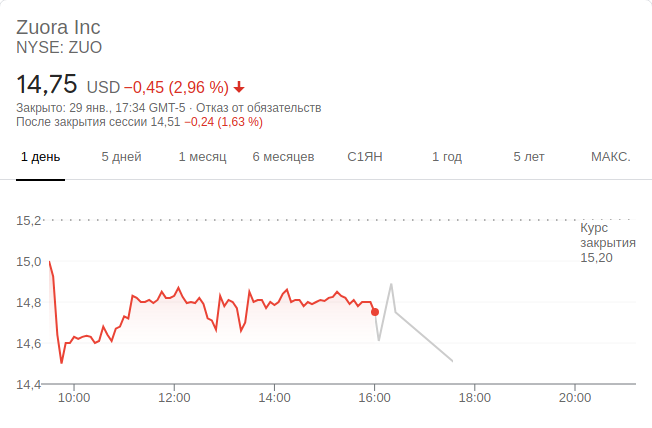 Zuora Inc
NYSE: ZUO
14,75 USD −0,45 (2,96 %)
Закрыто: 29 янв., 17:34 GMT-5 · Отказ от обязательств
После закрытия сессии 14,51 −0,24 (1,63 %)
1 день 5 дней 1 месяц 6 месяцев С1ЯН 1 год 5 лет МАКС.
15,2
Курс
закрытия
15,20
15,0
14,8
14,6
14,4
10:00 12:00 14:00 16:00 18:00 20:00